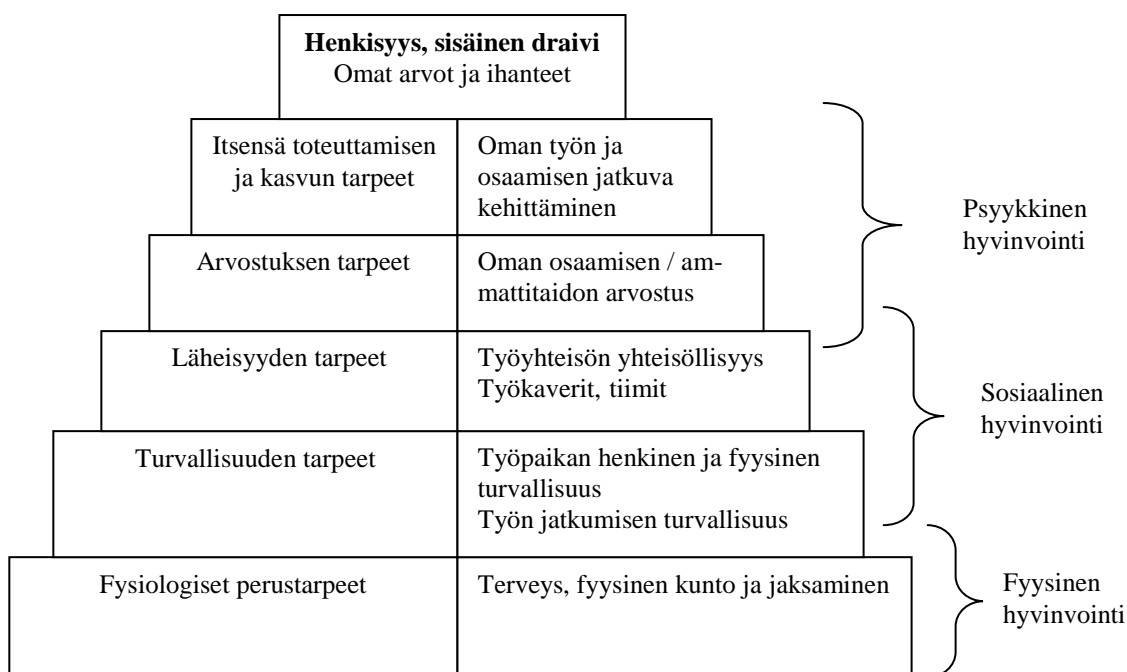 Henkisyys, sisäinen draivi
Omat arvot ja ihanteet
Itsensä toteuttamisen
ja kasvun tarpeet
Oman työn ja
osaamisen jatkuva
kehittäminen
Psyykkinen
hyvinvointi
Arvostuksen tarpeet
Oman osaamisen / am-
mattitaidon arvostus
Läheisyyden tarpeet
Työyhteisön yhteisöllisyys
Työkaverit, tiimit
Sosiaalinen
hyvinvointi
Turvallisuuden tarpeet
Työpaikan henkinen ja fyysinen
turvallisuus
Työn jatkumisen turvallisuus
Fysiologiset perustarpeet
Terveys, fyysinen kunto ja jaksaminen
Fyysinen
hyvinvointi